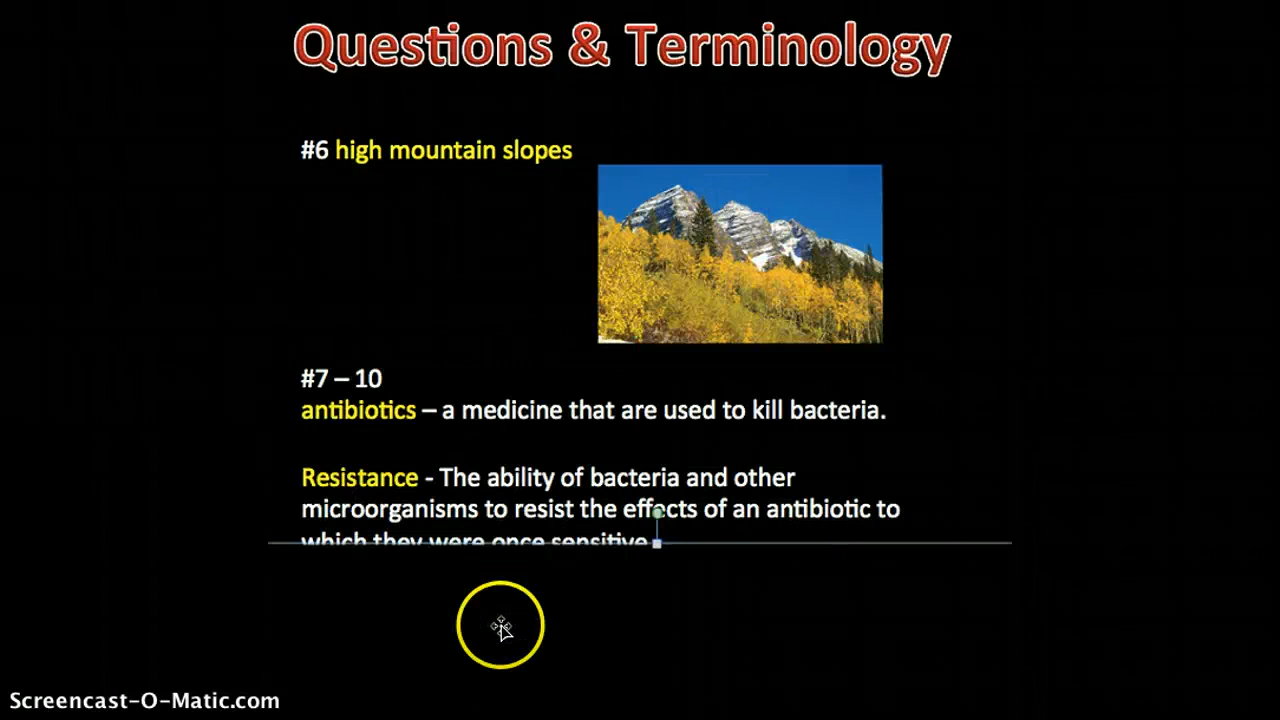 Questions & Terminology
#6 high mountain slopes
#7 – 10
antibiotics – a medicine that are used to kill bacteria.
Resistance - The ability of bacteria and other
microorganisms to resist the effects of an antibiotic to
which they were once sensitive
Screencast-O-Matic.com